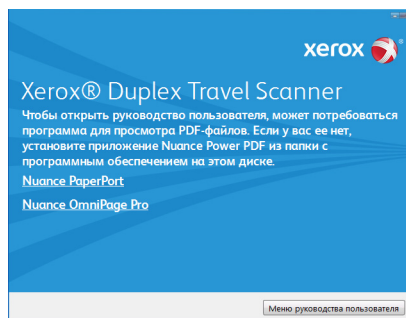 xerox
Xerox® Duplex Travel Scanner
Чтобы открыть руководство пользователя, может потребоваться
программа для просмотра PDF-файлов. Если у вас ее нет,
установите приложение Nuance Power PDF из папки с
программным обеспечением на этом диске.
Nuance PaperPort
Nuance OmniPage Pro
Меню руководства пользователя